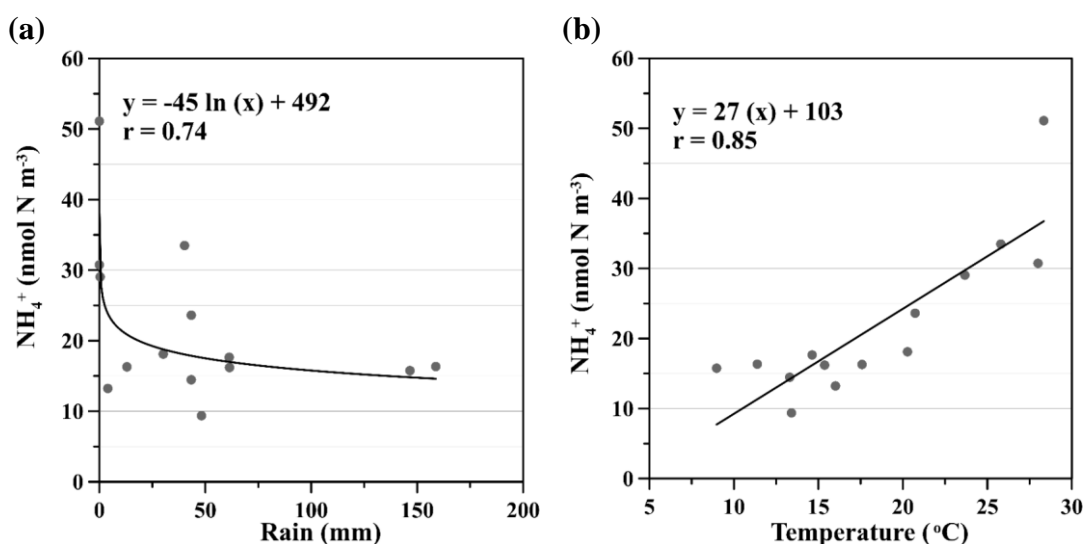 (a)
60
50
40
30
20
10
0
NH₄⁺ (nmol N m⁻³)
y = -45 ln (x) + 492
r = 0.74
0 50 100 150 200
Rain (mm)
(b)
60
50
40
30
20
10
0
NH₄⁺ (nmol N m⁻³)
y = 27 (x) + 103
r = 0.85
5 10 15 20 25 30
Temperature (°C)